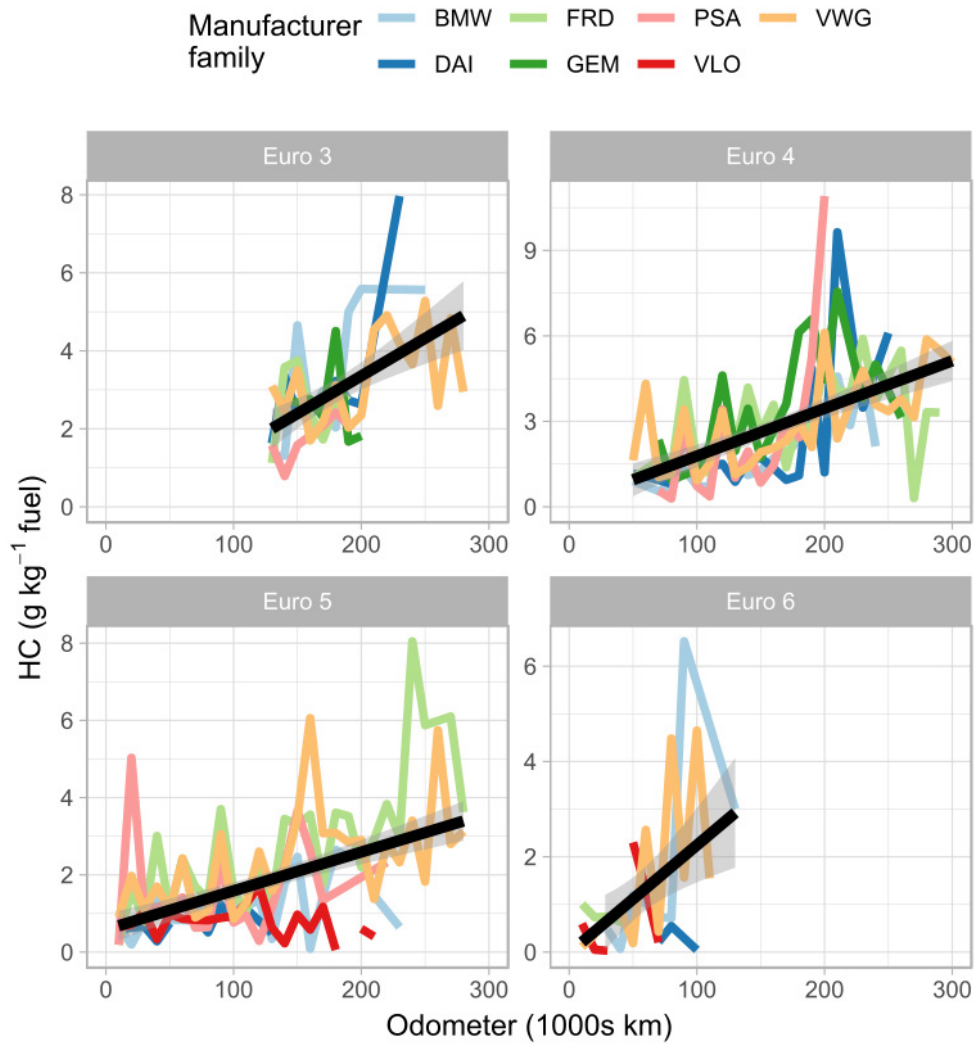 Manufacturer family
BMW FRD PSA VWG
DAI GEM VLO
Euro 3 Euro 4
8
6
4
2
0
9
6
3
0
0 100 200 300 0 100 200 300
Euro 5 Euro 6
8
6
4
2
0
6
4
2
0
0 100 200 300 0 100 200 300
HC (g kg⁻¹ fuel)
Odometer (1000s km)